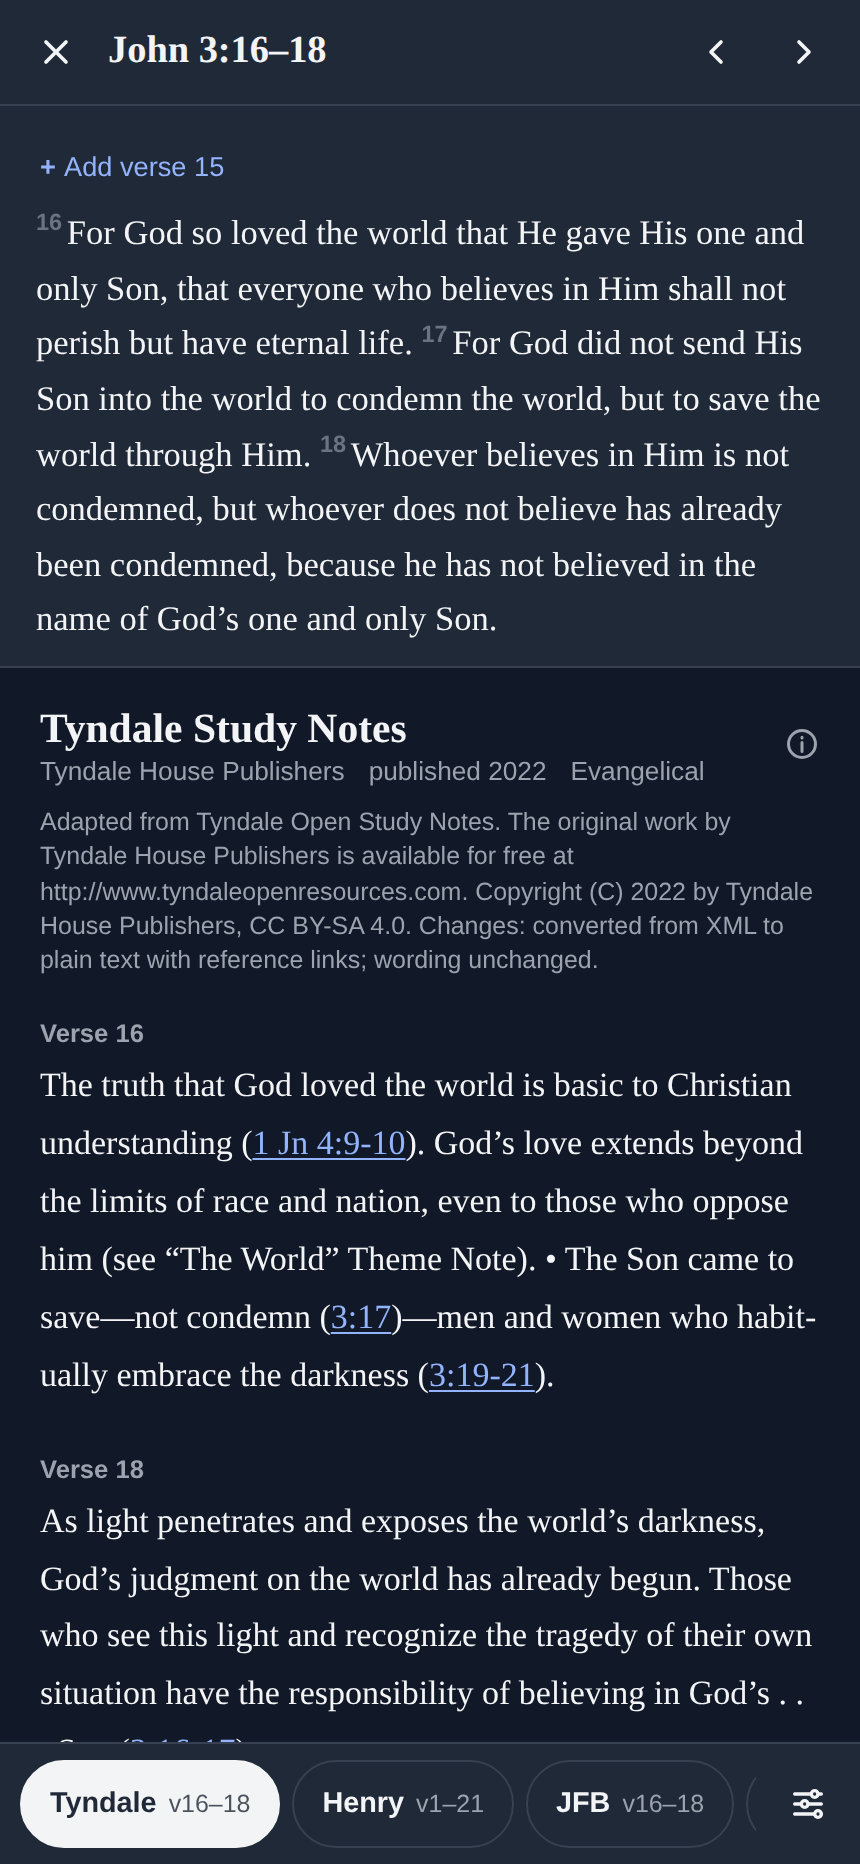 John 3:16–18
+ Add verse 15
16 For God so loved the world that He gave His one and
only Son, that everyone who believes in Him shall not
perish but have eternal life. 17 For God did not send His
Son into the world to condemn the world, but to save the
world through Him. 18 Whoever believes in Him is not
condemned, but whoever does not believe has already
been condemned, because he has not believed in the
name of God’s one and only Son.
Tyndale Study Notes
Tyndale House Publishers published 2022 Evangelical
Adapted from Tyndale Open Study Notes. The original work by
Tyndale House Publishers is available for free at
http://www.tyndaleopenresources.com. Copyright (C) 2022 by Tyndale
House Publishers, CC BY-SA 4.0. Changes: converted from XML to
plain text with reference links; wording unchanged.
Verse 16
The truth that God loved the world is basic to Christian
understanding (1 Jn 4:9-10). God’s love extends beyond
the limits of race and nation, even to those who oppose
him (see “The World” Theme Note). • The Son came to
save—not condemn (3:17)—men and women who habit-
ually embrace the darkness (3:19-21).
Verse 18
As light penetrates and exposes the world’s darkness,
God’s judgment on the world has already begun. Those
who see this light and recognize the tragedy of their own
situation have the responsibility of believing in God’s . .
Tyndale v16–18 Henry v1–21 JFB v16–18